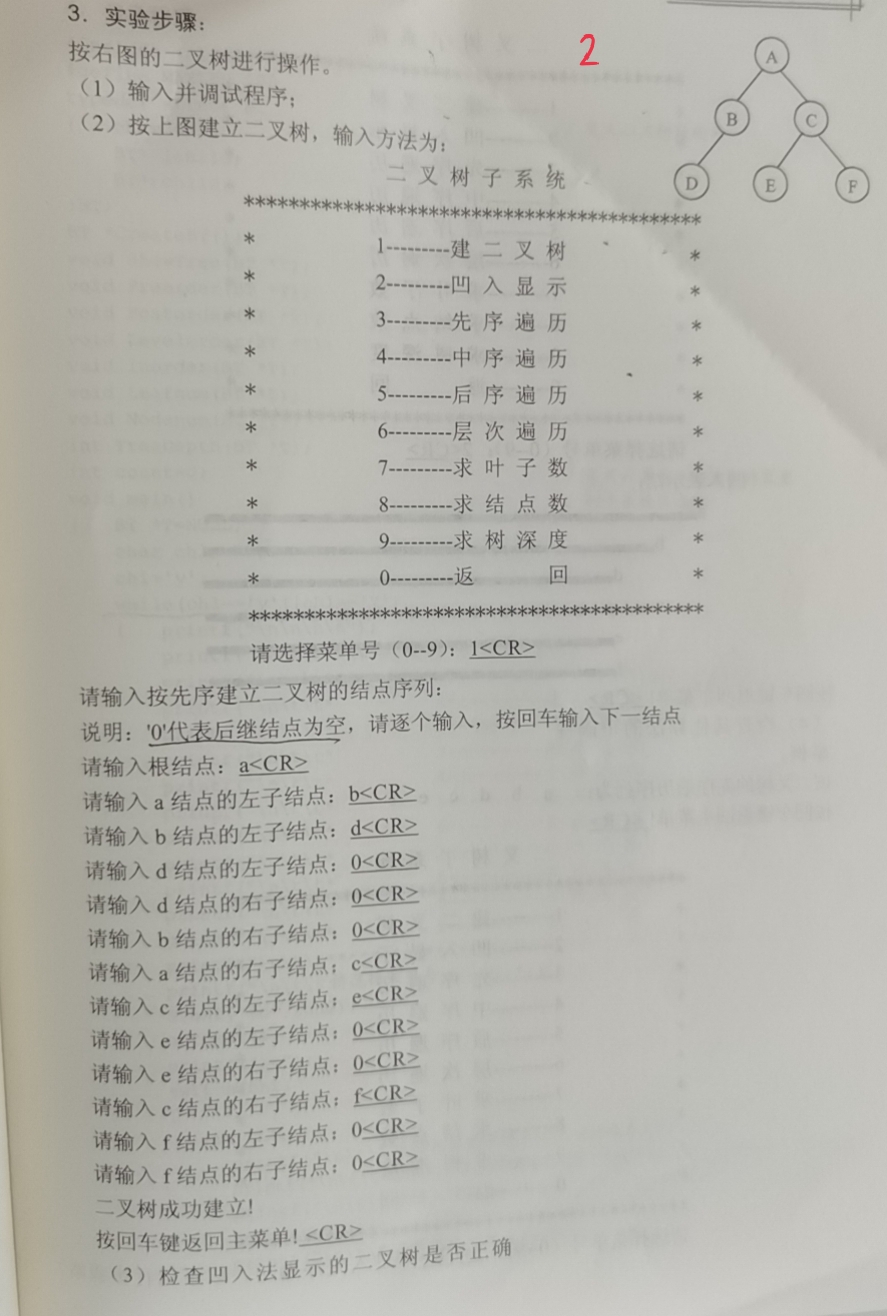 3．实验步骤：
按右图的二叉树进行操作。
2
A
（1）输入并调试程序；
B
C
（2）按上图建立二叉树，输入方法为：
D
E
F
二 叉 树 子 系 统
*******************************************
* 1---------建 二 叉 树 *
* 2---------凹 入 显 示 *
* 3---------先 序 遍 历 *
* 4---------中 序 遍 历 *
* 5---------后 序 遍 历 *
* 6---------层 次 遍 历 *
* 7---------求 叶 子 数 *
* 8---------求 结 点 数 *
* 9---------求 树 深 度 *
* 0---------返 回 *
*******************************************
请选择菜单号（0--9）：1<CR>
请输入按先序建立二叉树的结点序列：
说明：'0'代表后继结点为空，请逐个输入，按回车输入下一结点
请输入根结点：a<CR>
请输入 a 结点的左子结点：b<CR>
请输入 b 结点的左子结点：d<CR>
请输入 d 结点的左子结点：0<CR>
请输入 d 结点的右子结点：0<CR>
请输入 b 结点的右子结点：0<CR>
请输入 a 结点的右子结点；c<CR>
请输入 c 结点的左子结点；e<CR>
请输入 e 结点的左子结点；0<CR>
请输入 e 结点的右子结点；0<CR>
请输入 c 结点的右子结点；f<CR>
请输入 f 结点的左子结点；0<CR>
请输入 f 结点的右子结点；0<CR>
二叉树成功建立!
按回车键返回主菜单! <CR>
（3）检查凹入法显示的二叉树是否正确